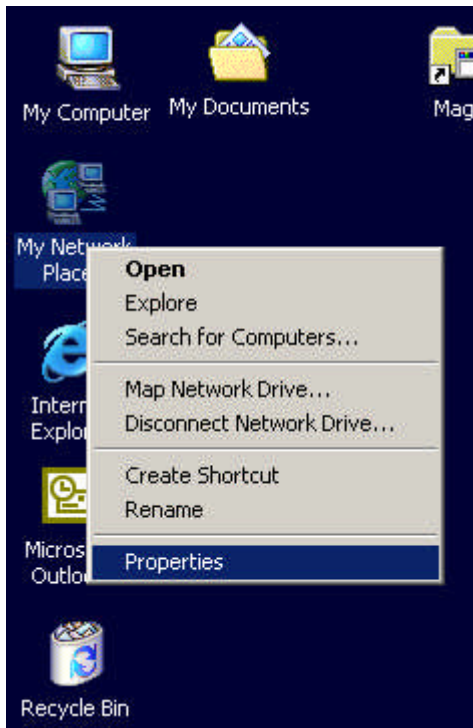 My Computer
My Documents
Mag
My Network
Place
Open
Explore
Search for Computers...
Map Network Drive...
Disconnect Network Drive...
Create Shortcut
Rename
Properties
Intern
Explo
Micros
Outlo
Recycle Bin